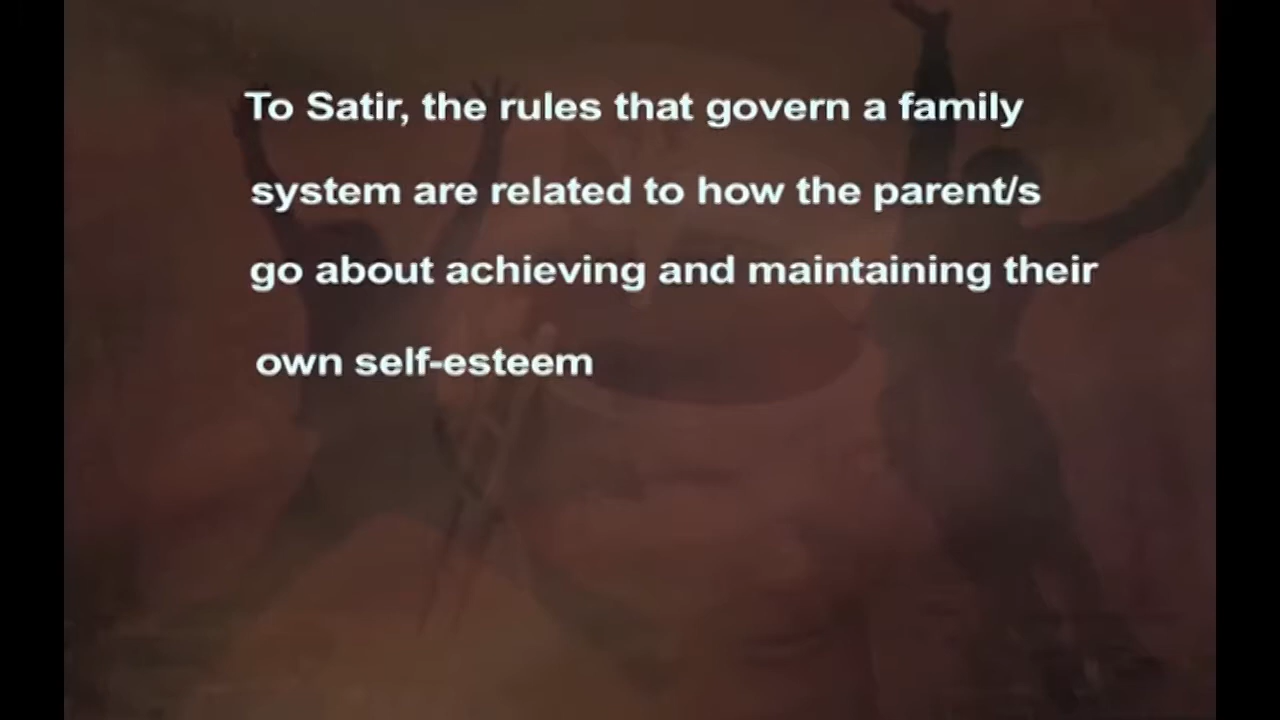 To Satir, the rules that govern a family
system are related to how the parent/s
go about achieving and maintaining their
own self-esteem